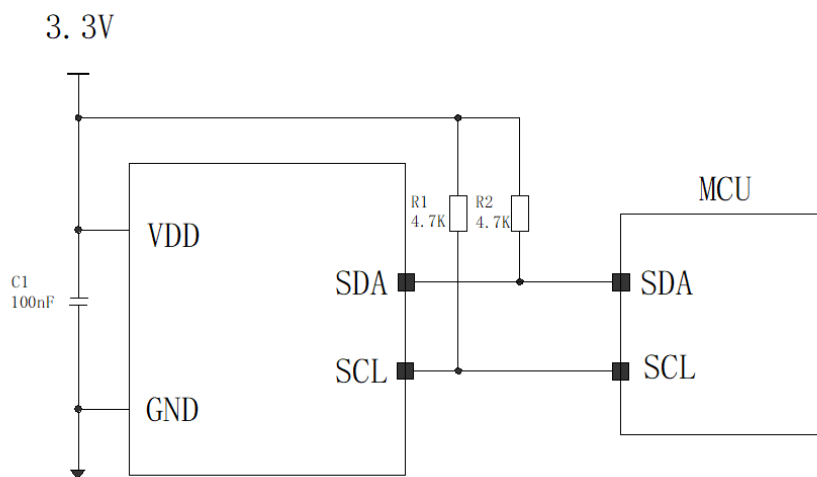 3.3V
MCU
R1
4.7K
R2
4.7K
VDD
SDA
SDA
C1
100nF
SCL
SCL
GND